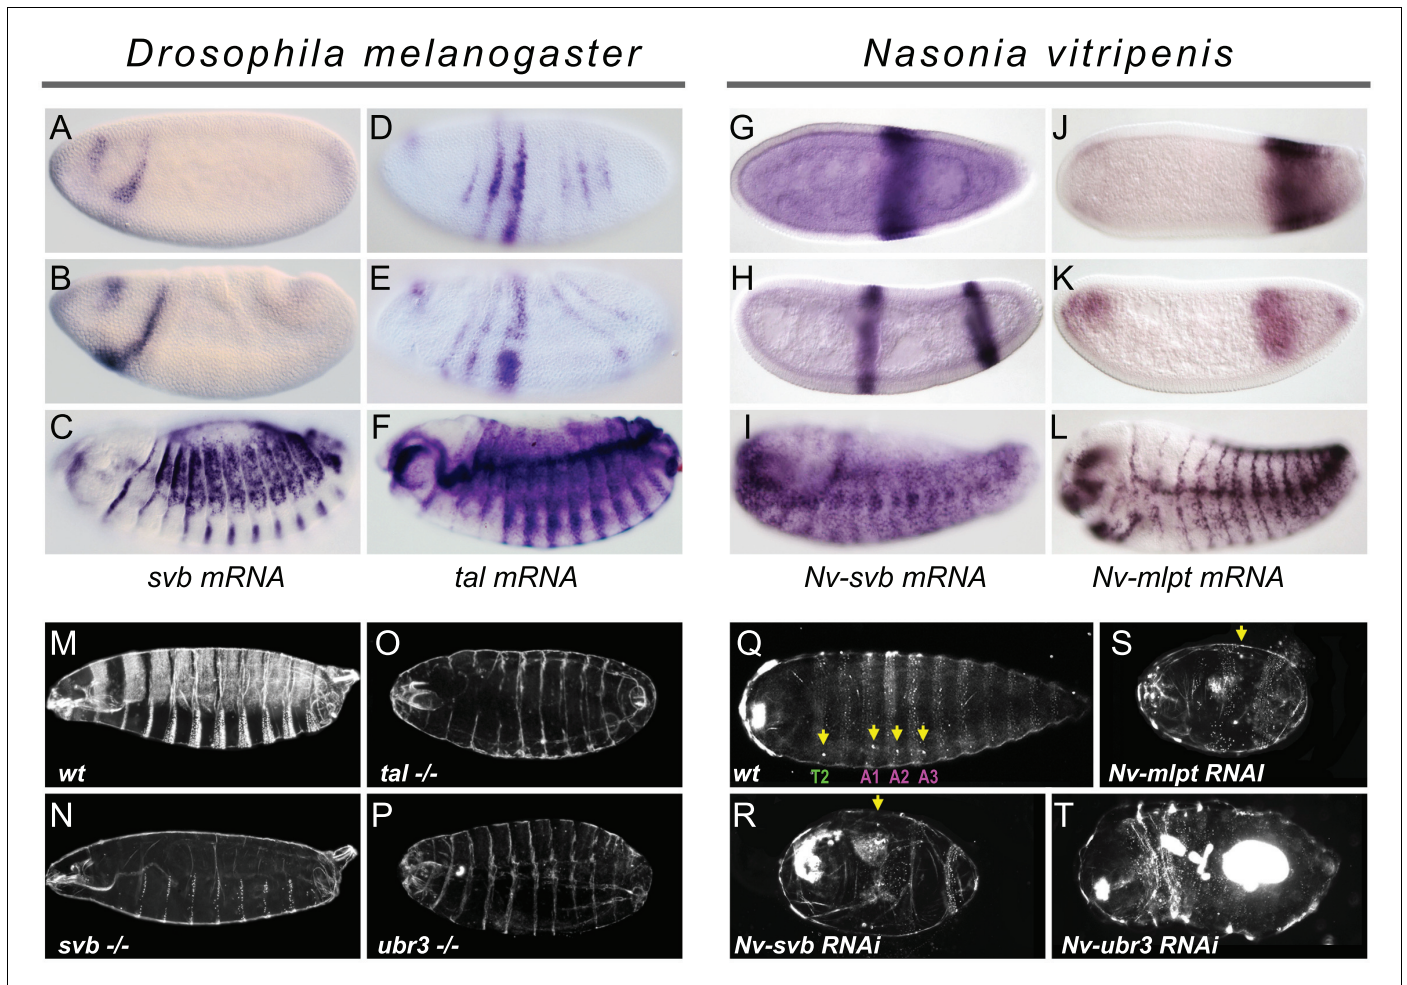 Drosophila melanogaster
Nasonia vitripenis
A
D
G
J
B
E
H
K
C
F
I
L
svb mRNA
tal mRNA
Nv-svb mRNA
Nv-mlpt mRNA
M
wt
O
tal -/-
Q
wt
T2
A1
A2
A3
S
Nv-mlpt RNAI
N
svb -/-
P
ubr3 -/-
R
Nv-svb RNAi
T
Nv-ubr3 RNAi